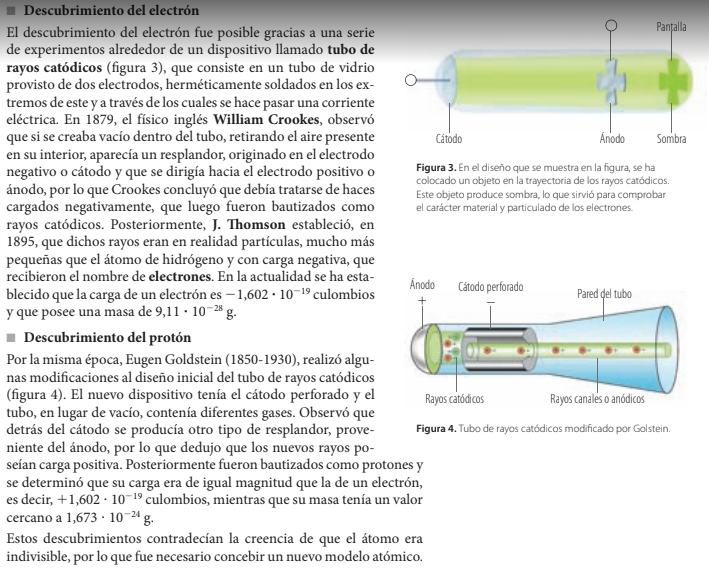 Descubrimiento del electrón
El descubrimiento del electrón fue posible gracias a una serie
de experimentos alrededor de un dispositivo llamado tubo de
rayos catódicos (figura 3), que consiste en un tubo de vidrio
provisto de dos electrodos, herméticamente soldados en los ex-
tremos de este y a través de los cuales se hace pasar una corriente
eléctrica. En 1879, el físico inglés William Crookes, observó
que si se creaba vacío dentro del tubo, retirando el aire presente
en su interior, aparecía un resplandor, originado en el electrodo
negativo o cátodo y que se dirigía hacia el electrodo positivo o
ánodo, por lo que Crookes concluyó que debía tratarse de haces
cargados negativamente, que luego fueron bautizados como
rayos catódicos. Posteriormente, J. Thomson estableció, en
1895, que dichos rayos eran en realidad partículas, mucho más
pequeñas que el átomo de hidrógeno y con carga negativa, que
recibieron el nombre de electrones. En la actualidad se ha esta-
blecido que la carga de un electrón es −1,602 · 10⁻¹⁹ culombios
y que posee una masa de 9,11 · 10⁻²⁸ g.
Descubrimiento del protón
Por la misma época, Eugen Goldstein (1850-1930), realizó algu-
nas modificaciones al diseño inicial del tubo de rayos catódicos
(figura 4). El nuevo dispositivo tenía el cátodo perforado y el
tubo, en lugar de vacío, contenía diferentes gases. Observó que
detrás del cátodo se producía otro tipo de resplandor, prove-
niente del ánodo, por lo que dedujo que los nuevos rayos po-
seían carga positiva. Posteriormente fueron bautizados como protones y
se determinó que su carga era de igual magnitud que la de un electrón,
es decir, +1,602 · 10⁻¹⁹ culombios, mientras que su masa tenía un valor
cercano a 1,673 · 10⁻²⁴ g.
Estos descubrimientos contradecían la creencia de que el átomo era
indivisible, por lo que fue necesario concebir un nuevo modelo atómico.
Pantalla
Cátodo
Ánodo
Sombra
Figura 3. En el diseño que se muestra en la figura, se ha
colocado un objeto en la trayectoria de los rayos catódicos.
Este objeto produce sombra, lo que sirvió para comprobar
el carácter material y particulado de los electrones.
Ánodo
+
Cátodo perforado
−
Pared del tubo
Rayos catódicos
Rayos canales o anódicos
Figura 4. Tubo de rayos catódicos modificado por Golstein.